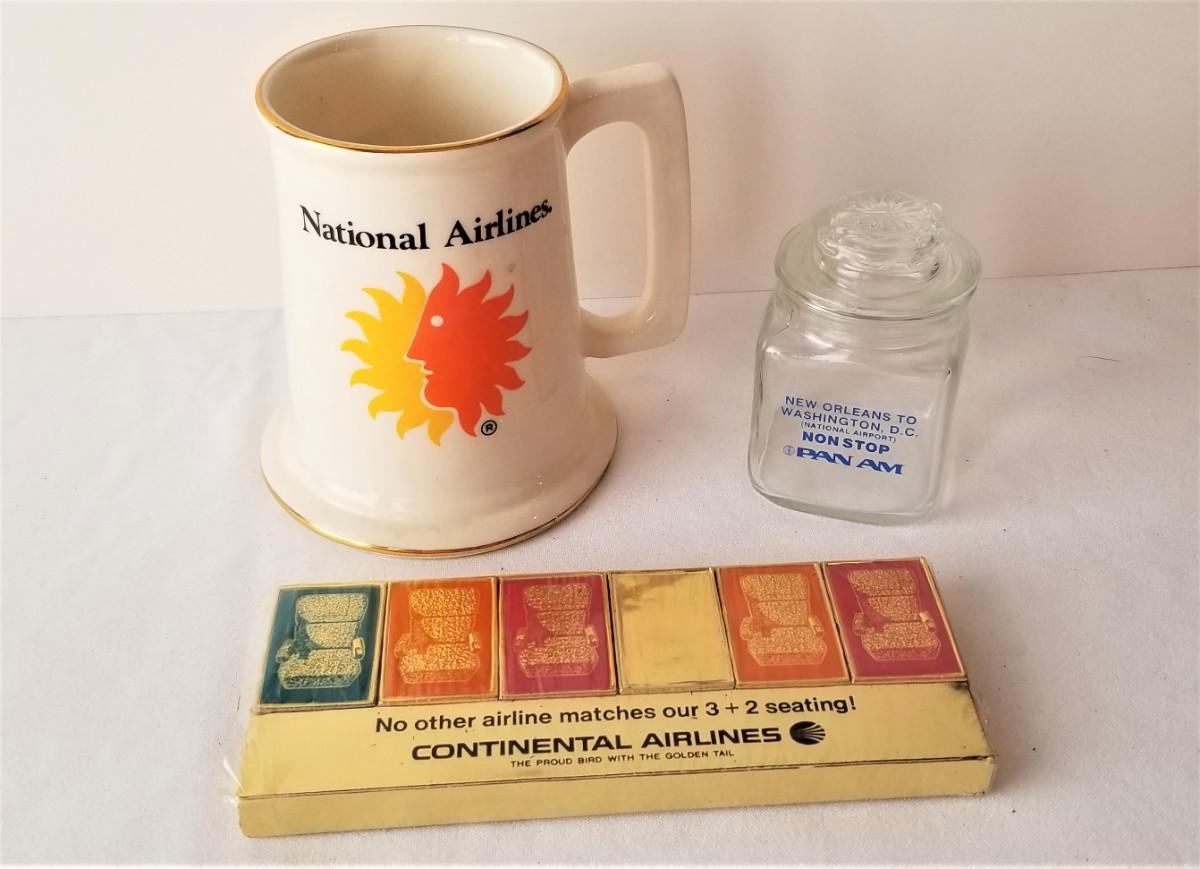 National Airlines.
®
NEW ORLEANS TO
WASHINGTON, D.C.
(NATIONAL AIRPORT)
NON STOP
PAN AM
No other airline matches our 3 + 2 seating!
CONTINENTAL AIRLINES
THE PROUD BIRD WITH THE GOLDEN TAIL